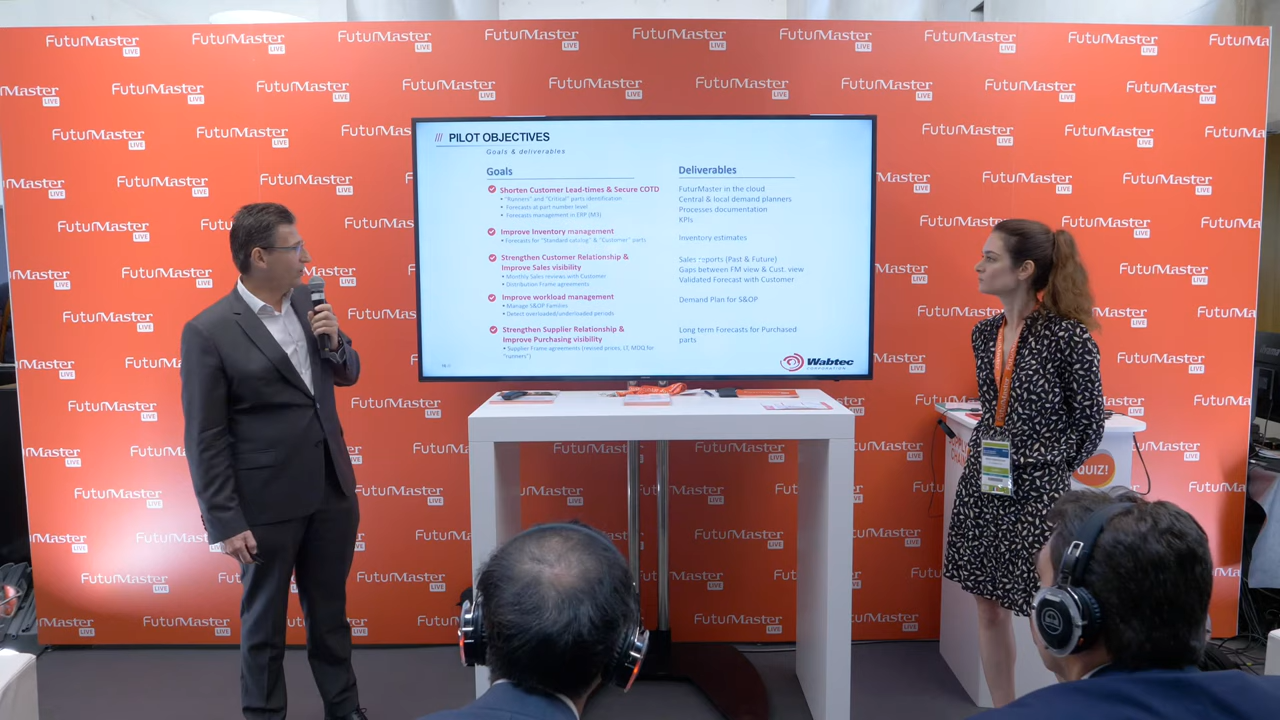 FuturMaster LIVE
/// PILOT OBJECTIVES
Goals & deliverables
Goals
Shorten Customer Lead-times & Secure COTD
• "Runners" and "Critical" parts identification
• Forecasts at part number level
• Forecasts management in ERP (M3)
Improve Inventory management
• Forecasts for "Standard catalog" & "Customer" parts
Strengthen Customer Relationship &
Improve Sales visibility
• Monthly Sales reviews with Customer
• Distribution Frame agreements
Improve workload management
• Manage S&OP Families
• Detect overloaded/underloaded periods
Strengthen Supplier Relationship &
Improve Purchasing visibility
• Supplier Frame agreements (revised prices, LT, MOQ for
"runners")
Deliverables
FuturMaster in the cloud
Central & local demand planners
Processes documentation
KPIs
Inventory estimates
Sales reports (Past & Future)
Gaps between FM view & Cust. view
Validated Forecast with Customer
Demand Plan for S&OP
Long term Forecasts for Purchased
parts
Wabtec
CORPORATION
QUIZ!